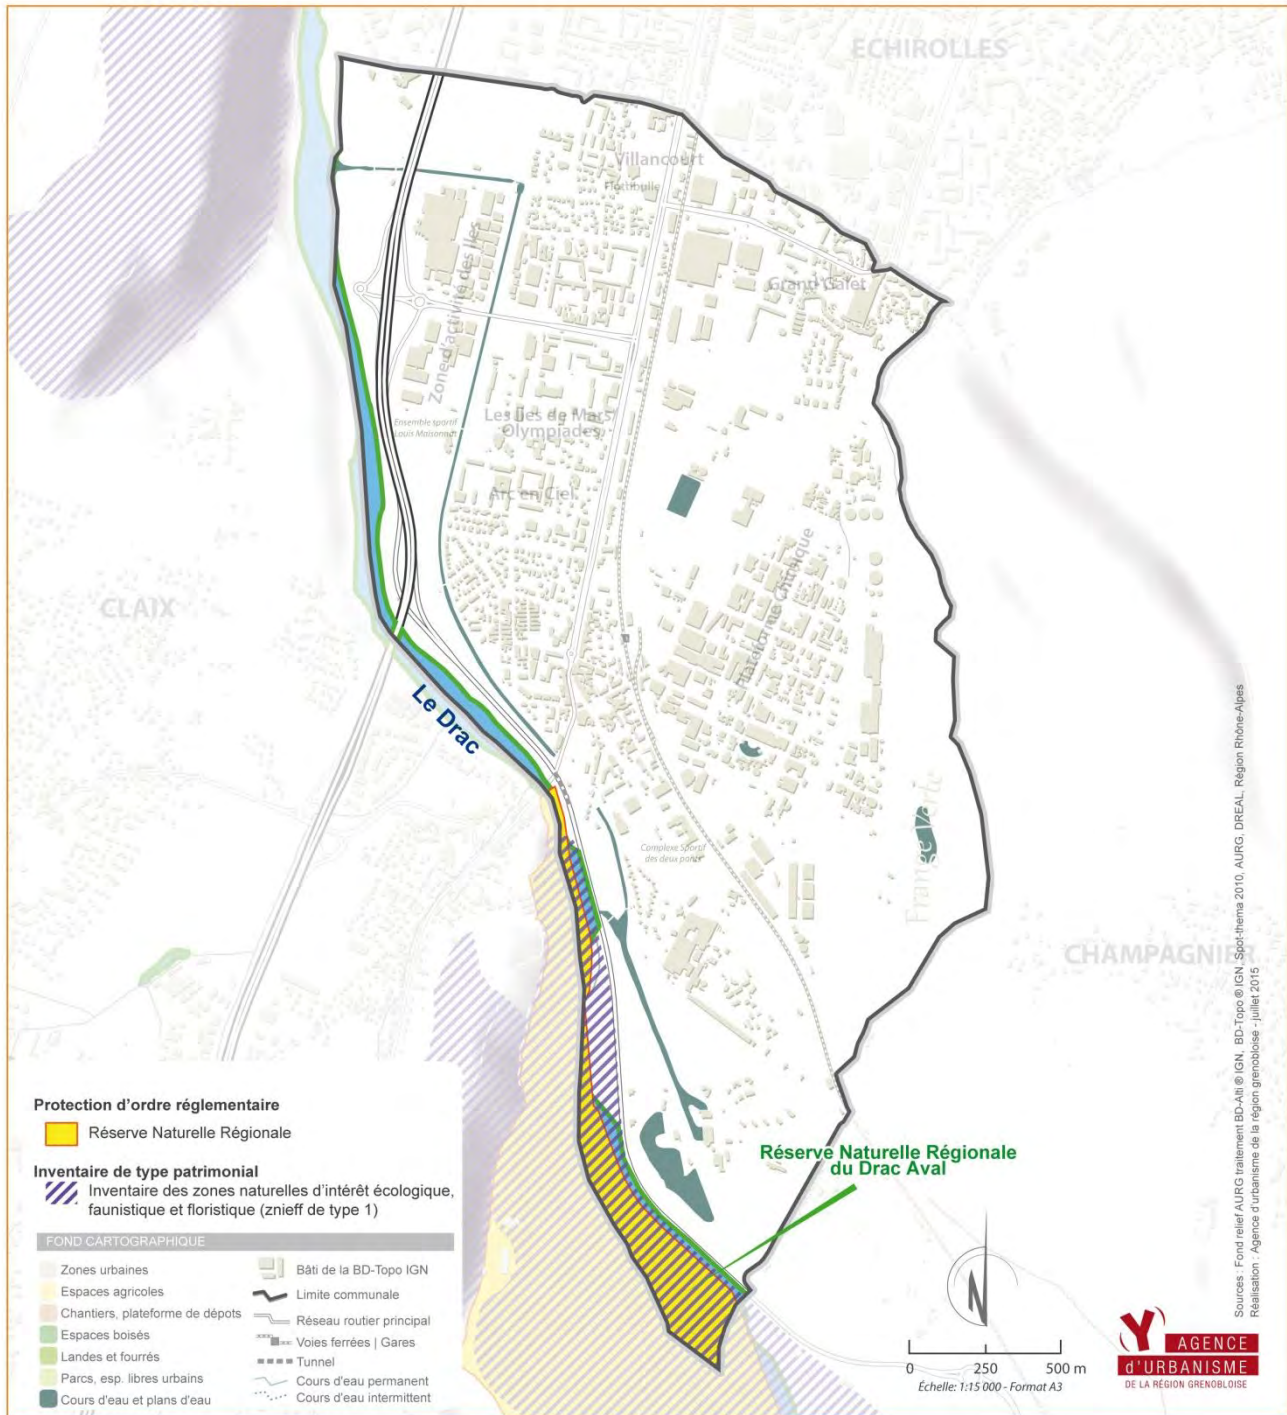 ECHIROLLES
Villancourt
Flottibulle
Grand Galet
Zone d'activité des Iles
Ensemble sportif
Louis Maisonnat
Les Iles de Mars/
Olympiades
Arc en Ciel
Plateforme Chimique
CLAIX
Le Drac
Complexe Sportif
des deux ponts
Frange Verte
CHAMPAGNIER
Réserve Naturelle Régionale
du Drac Aval
Protection d'ordre réglementaire
Réserve Naturelle Régionale
Inventaire de type patrimonial
Inventaire des zones naturelles d'intérêt écologique,
faunistique et floristique (znieff de type 1)
FOND CARTOGRAPHIQUE
Zones urbaines
Espaces agricoles
Chantiers, plateforme de dépots
Espaces boisés
Landes et fourrés
Parcs, esp. libres urbains
Cours d'eau et plans d'eau
Bâti de la BD-Topo IGN
Limite communale
Réseau routier principal
Voies ferrées | Gares
Tunnel
Cours d'eau permanent
Cours d'eau intermittent
N
0 250 500 m
Échelle: 1:15 000 - Format A3
Sources : Fond relief AURG traitement BD-Alti ® IGN, BD-Topo ® IGN, Spot-thema 2010, AURG, DREAL, Région Rhône-Alpes
Réalisation : Agence d'urbanisme de la région grenobloise - juillet 2015
AGENCE
d'URBANISME
DE LA RÉGION GRENOBLOISE